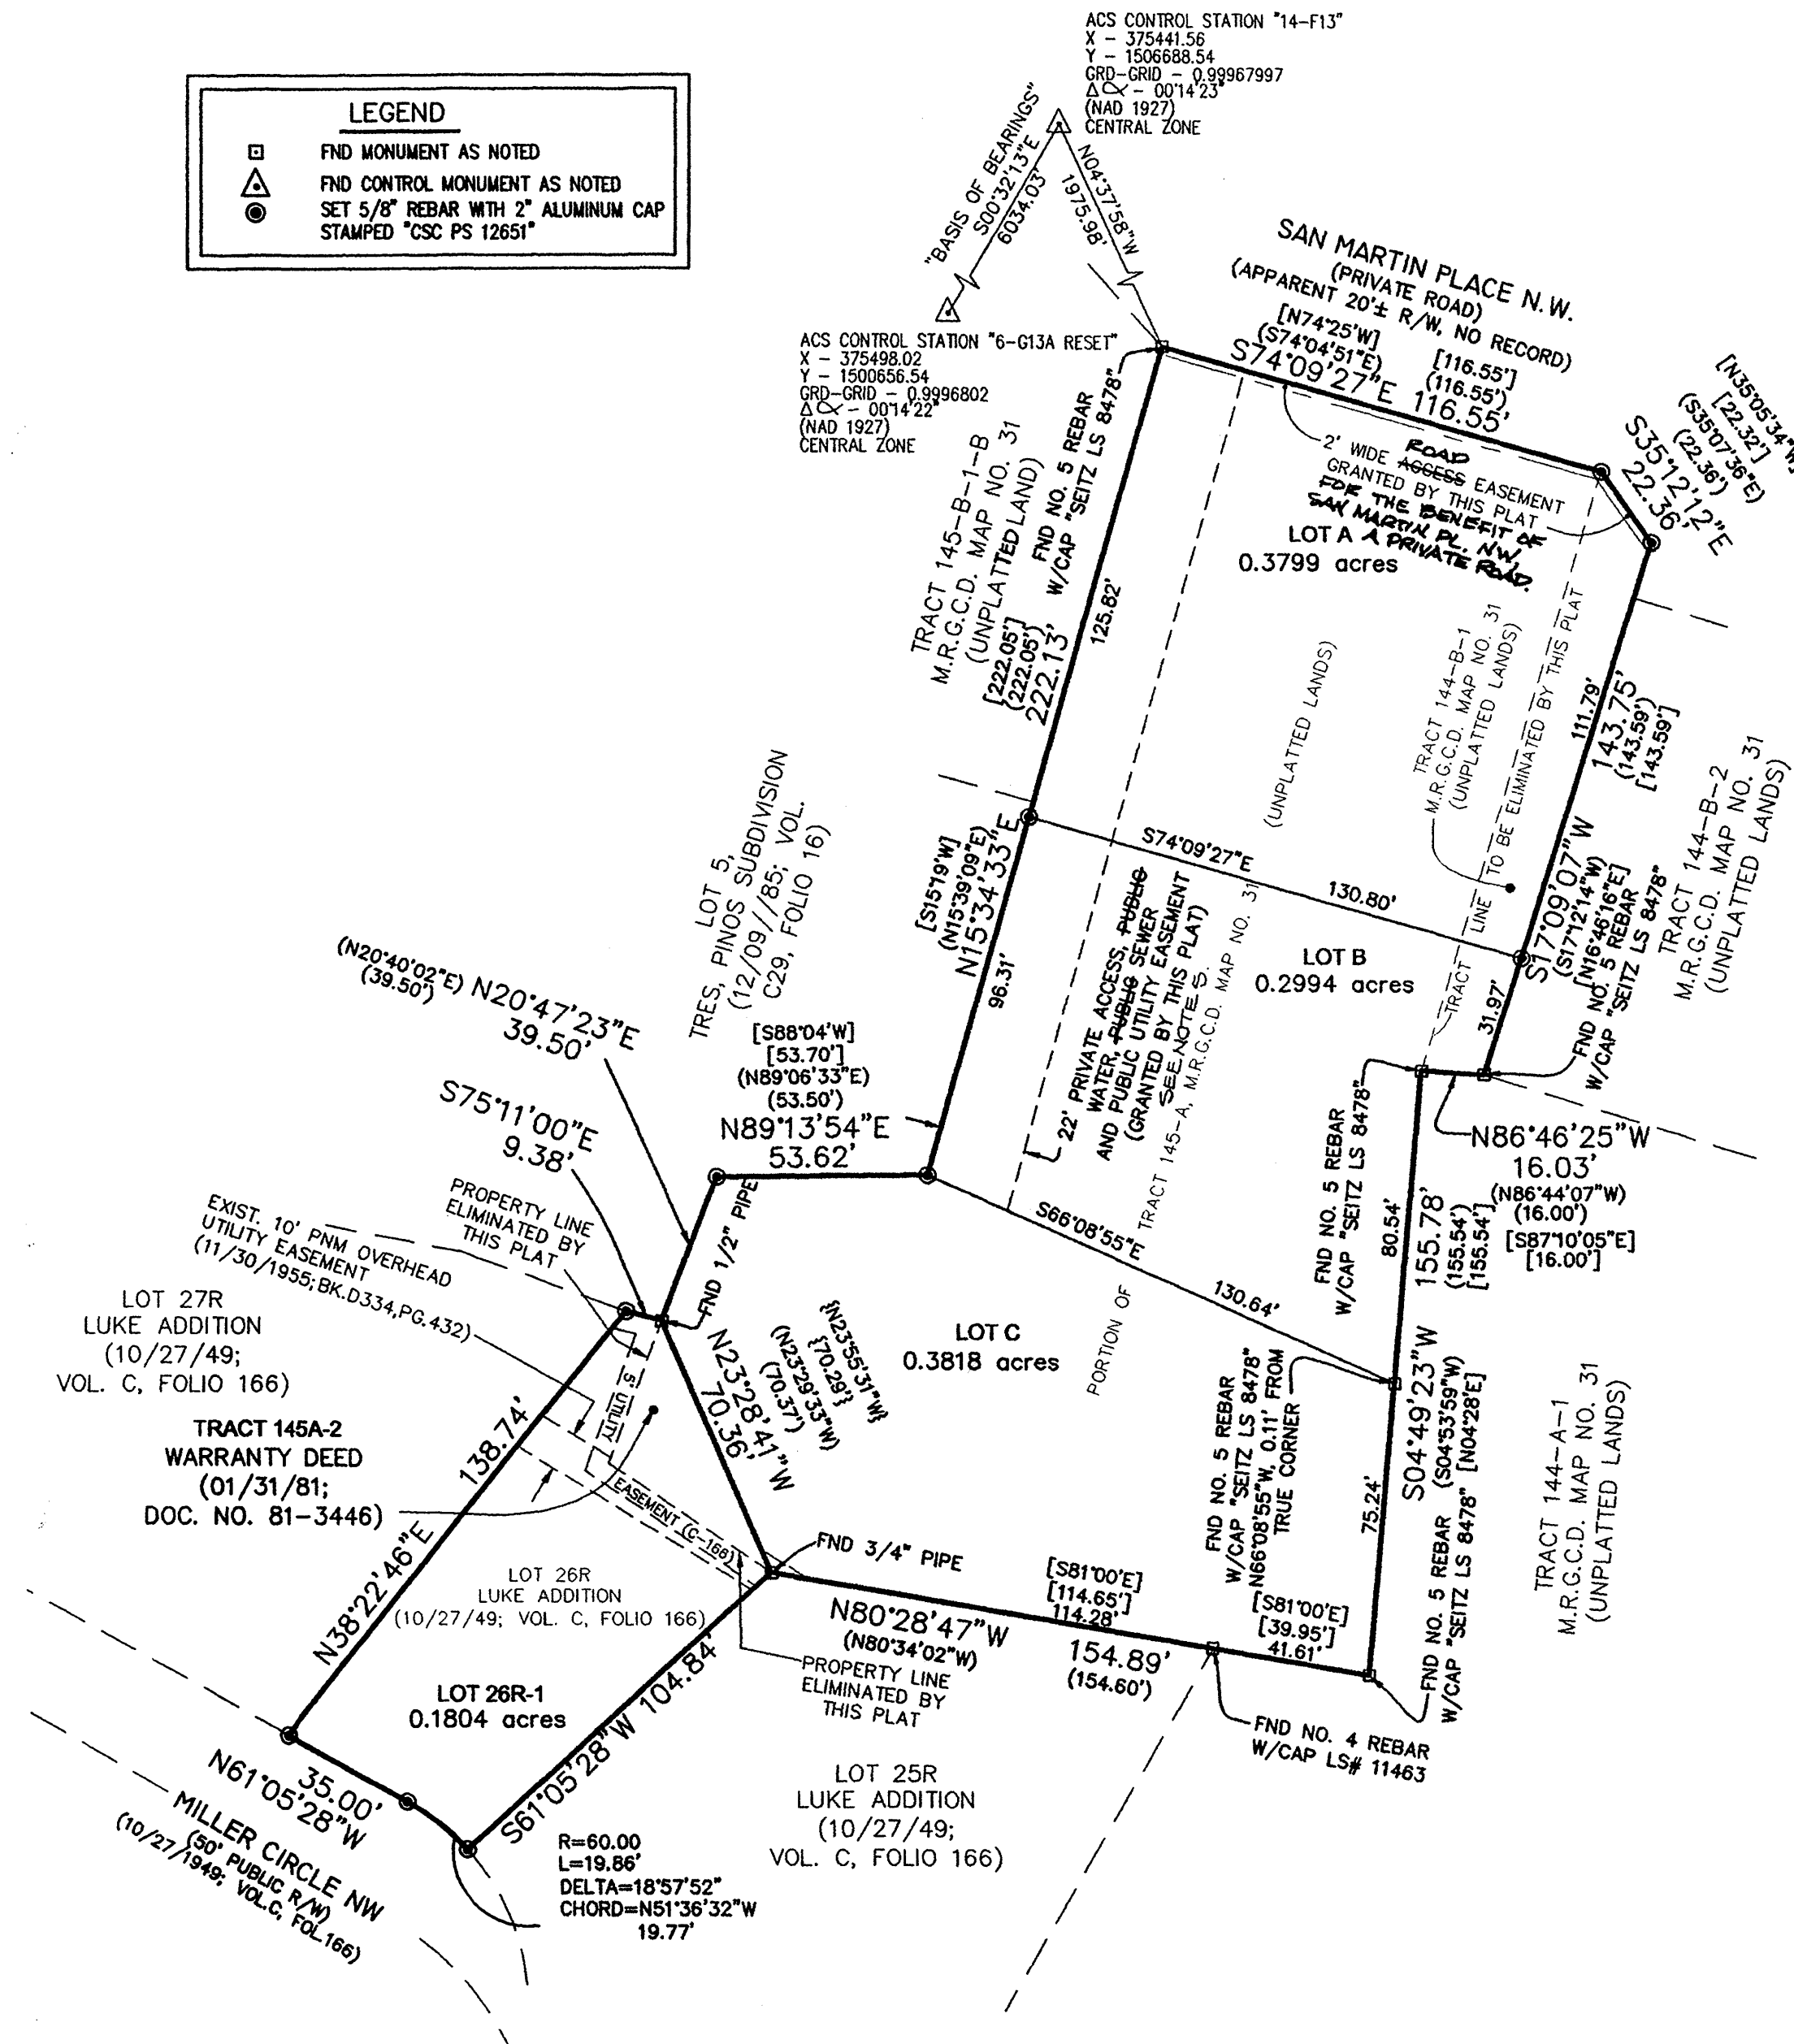 LEGEND
FND MONUMENT AS NOTED
FND CONTROL MONUMENT AS NOTED
SET 5/8" REBAR WITH 2" ALUMINUM CAP
STAMPED "CSC PS 12651"
ACS CONTROL STATION "14-F13"
X - 375441.56
Y - 1506688.54
GRD-GRID - 0.99967997
Δ∝ - 00°14'23"
(NAD 1927)
CENTRAL ZONE
"BASIS OF BEARINGS"
S00°32'13"E
6034.03'
N04°37'58"W
1975.98'
ACS CONTROL STATION "6-G13A RESET"
X - 375498.02
Y - 1500656.54
GRD-GRID - 0.9996802
Δ∝ - 00°14'22"
(NAD 1927)
CENTRAL ZONE
SAN MARTIN PLACE N.W.
(PRIVATE ROAD)
(APPARENT 20'± R/W, NO RECORD)
[N74°25'W]
(S74°04'51"E)
S74°09'27"E
[116.55']
(116.55')
116.55'
[N35°05'34"W]
[22.32']
(S35°07'36"E)
(22.36')
S35°12'12"E
22.36'
ROAD
2' WIDE ACCESS EASEMENT
GRANTED BY THIS PLAT
FOR THE BENEFIT OF
SAN MARTIN PL. NW,
A PRIVATE ROAD.
LOT A
0.3799 acres
TRACT 145-B-1-B
M.R.G.C.D. MAP NO. 31
(UNPLATTED LAND)
FND NO. 5 REBAR
W/CAP "SEITZ LS 8478"
[222.05']
(222.05')
222.13'
125.82'
(UNPLATTED LANDS)
TRACT 144-B-1
M.R.G.C.D. MAP NO. 31
(UNPLATTED LANDS)
TRACT LINE TO BE ELIMINATED BY THIS PLAT
111.79'
143.75'
(143.59')
[143.59']
S17°09'07"W
(S17°12'14"W)
[N16°46'16"E]
FND NO. 5 REBAR
W/CAP "SEITZ LS 8478"
TRACT 144-B-2
M.R.G.C.D. MAP NO. 31
(UNPLATTED LANDS)
LOT 5,
TRES, PINOS SUBDIVISION
(12/09//85; VOL.
C29, FOLIO 16)
[S15°19'W]
(N15°39'09"E)
N15°34'33"E
96.31'
S74°09'27"E
130.80'
LOT B
0.2994 acres
31.97'
22' PRIVATE ACCESS, PUBLIC
WATER, PUBLIC SEWER
AND PUBLIC UTILITY EASEMENT
(GRANTED BY THIS PLAT)
SEE NOTES.
PORTION OF TRACT 145-A, M.R.G.C.D. MAP NO. 31
(N20°40'02"E)
(39.50')
N20°47'23"E
39.50'
[S88°04'W]
[53.70']
(N89°06'33"E)
(53.50')
N89°13'54"E
53.62'
S75°11'00"E
9.38'
PROPERTY LINE
ELIMINATED BY
THIS PLAT
EXIST. 10' PNM OVERHEAD
UTILITY EASEMENT
(11/30/1955; BK.D334,PG.432)
FND 1/2" PIPE
N86°46'25"W
16.03'
(N86°44'07"W)
(16.00')
[S87°10'05"E]
[16.00']
FND NO. 5 REBAR
W/CAP "SEITZ LS 8478"
80.54'
155.78'
(155.54')
[155.54']
S66°08'55"E
130.64'
LOT 27R
LUKE ADDITION
(10/27/49;
VOL. C, FOLIO 166)
TRACT 145A-2
WARRANTY DEED
(01/31/81;
DOC. NO. 81-3446)
5' UTILITY
EASEMENT (C-166)
138.74'
N38°22'46"E
{N23°55'31"W}
{70.29'}
(N23°29'33"W)
(70.37')
N23°28'41"W
70.36'
LOT C
0.3818 acres
FND NO. 5 REBAR
W/CAP "SEITZ LS 8478"
N66°08'55"W, 0.11' FROM
TRUE CORNER
S04°49'23"W
(S04°53'59"W)
[N04°28'E]
75.24'
FND NO. 5 REBAR
W/CAP "SEITZ LS 8478"
TRACT 144-A-1
M.R.G.C.D. MAP NO. 31
(UNPLATTED LANDS)
FND 3/4" PIPE
[S81°00'E]
[114.65']
114.28'
[S81°00'E]
[39.95']
41.61'
N80°28'47"W
(N80°34'02"W)
154.89'
(154.60')
LOT 26R
LUKE ADDITION
(10/27/49; VOL. C, FOLIO 166)
PROPERTY LINE
ELIMINATED BY
THIS PLAT
LOT 26R-1
0.1804 acres
S61°05'28"W 104.84'
FND NO. 4 REBAR
W/CAP LS# 11463
35.00'
N61°05'28"W
MILLER CIRCLE NW
(50' PUBLIC R/W)
(10/27/1949; VOL.C, FOL.166)
LOT 25R
LUKE ADDITION
(10/27/49;
VOL. C, FOLIO 166)
R=60.00
L=19.86'
DELTA=18°57'52"
CHORD=N51°36'32"W
19.77'